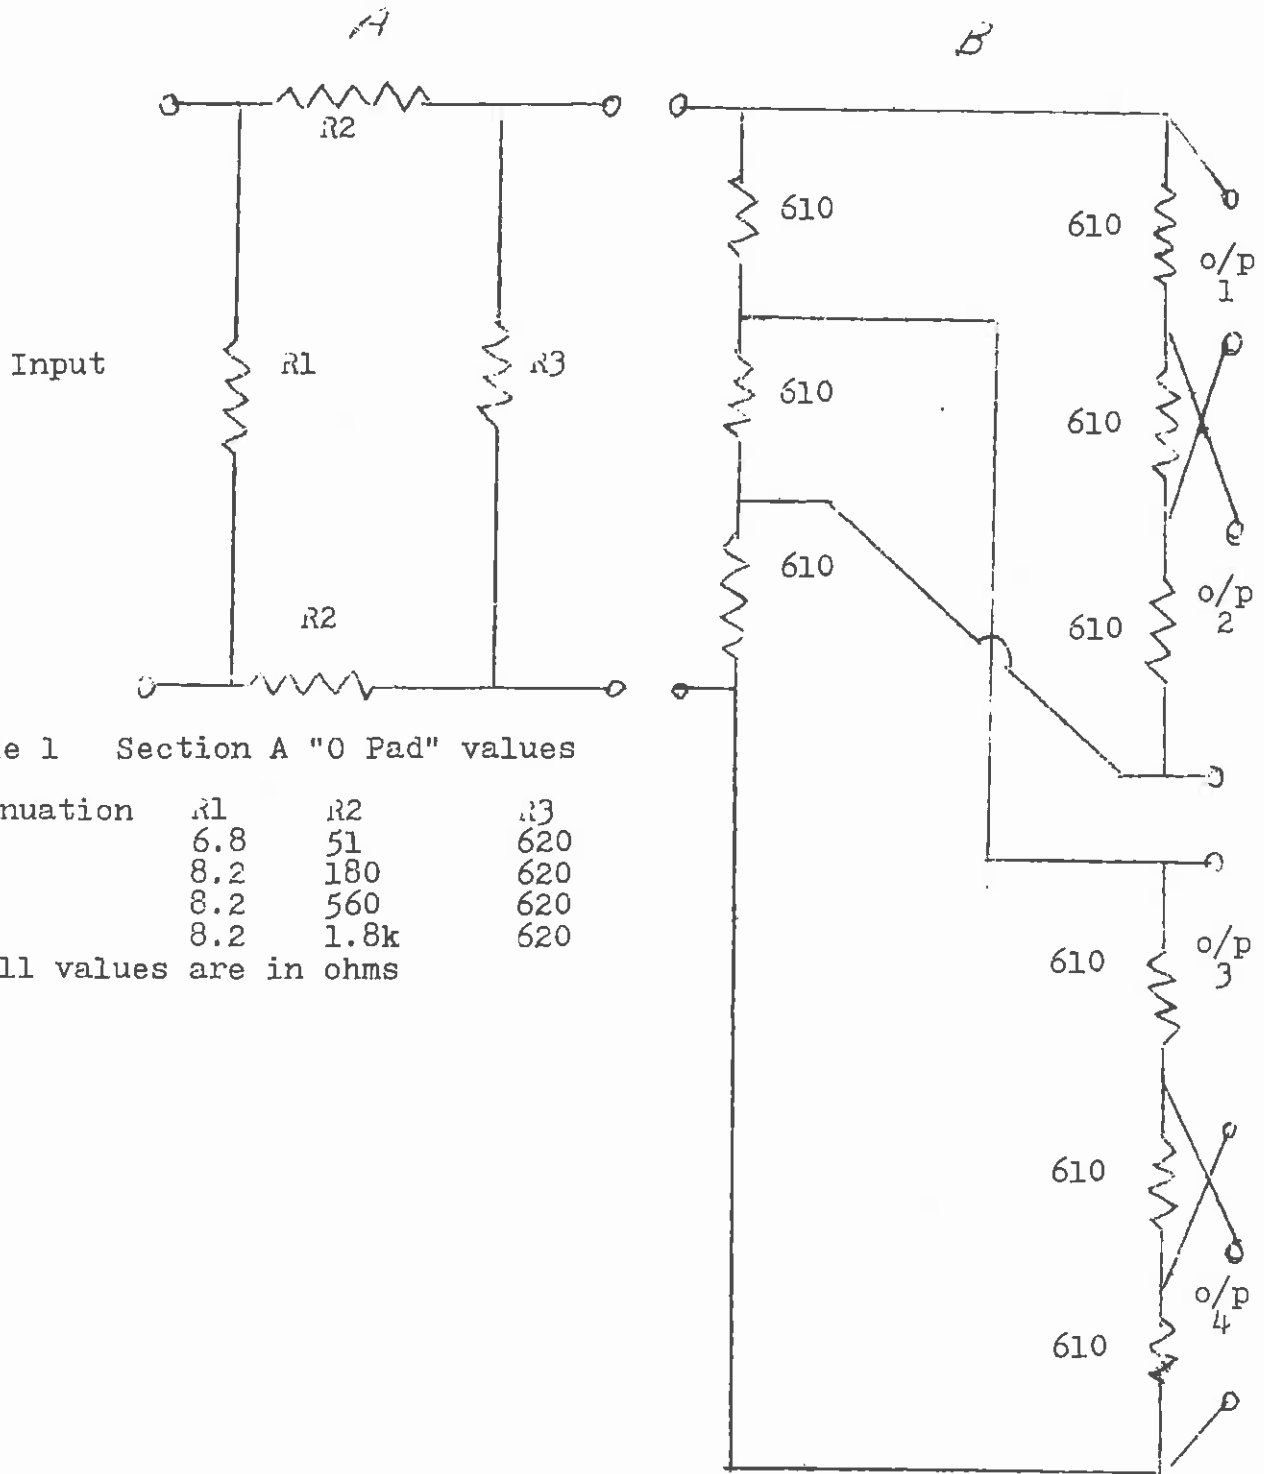 A
B
R2
610
610
o/p
1
Input
R1
R3
610
610
610
610
o/p
2
R2
e 1 Section A "O Pad" values
nuation R1 R2 R3
6.8 51 620
8.2 180 620
8.2 560 620
8.2 1.8k 620
ll values are in ohms
610
o/p
3
610
o/p
4
610